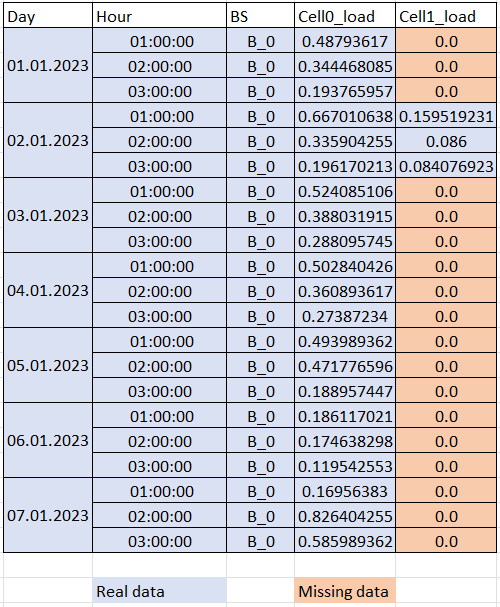 Day Hour BS Cell0_load Cell1_load
01.01.2023 01:00:00 B_0 0.48793617 0.0
02:00:00 B_0 0.344468085 0.0
03:00:00 B_0 0.193765957 0.0
02.01.2023 01:00:00 B_0 0.667010638 0.159519231
02:00:00 B_0 0.335904255 0.086
03:00:00 B_0 0.196170213 0.084076923
03.01.2023 01:00:00 B_0 0.524085106 0.0
02:00:00 B_0 0.388031915 0.0
03:00:00 B_0 0.288095745 0.0
04.01.2023 01:00:00 B_0 0.502840426 0.0
02:00:00 B_0 0.360893617 0.0
03:00:00 B_0 0.27387234 0.0
05.01.2023 01:00:00 B_0 0.493989362 0.0
02:00:00 B_0 0.471776596 0.0
03:00:00 B_0 0.188957447 0.0
06.01.2023 01:00:00 B_0 0.186117021 0.0
02:00:00 B_0 0.174638298 0.0
03:00:00 B_0 0.119542553 0.0
07.01.2023 01:00:00 B_0 0.16956383 0.0
02:00:00 B_0 0.826404255 0.0
03:00:00 B_0 0.585989362 0.0
Real data Missing data